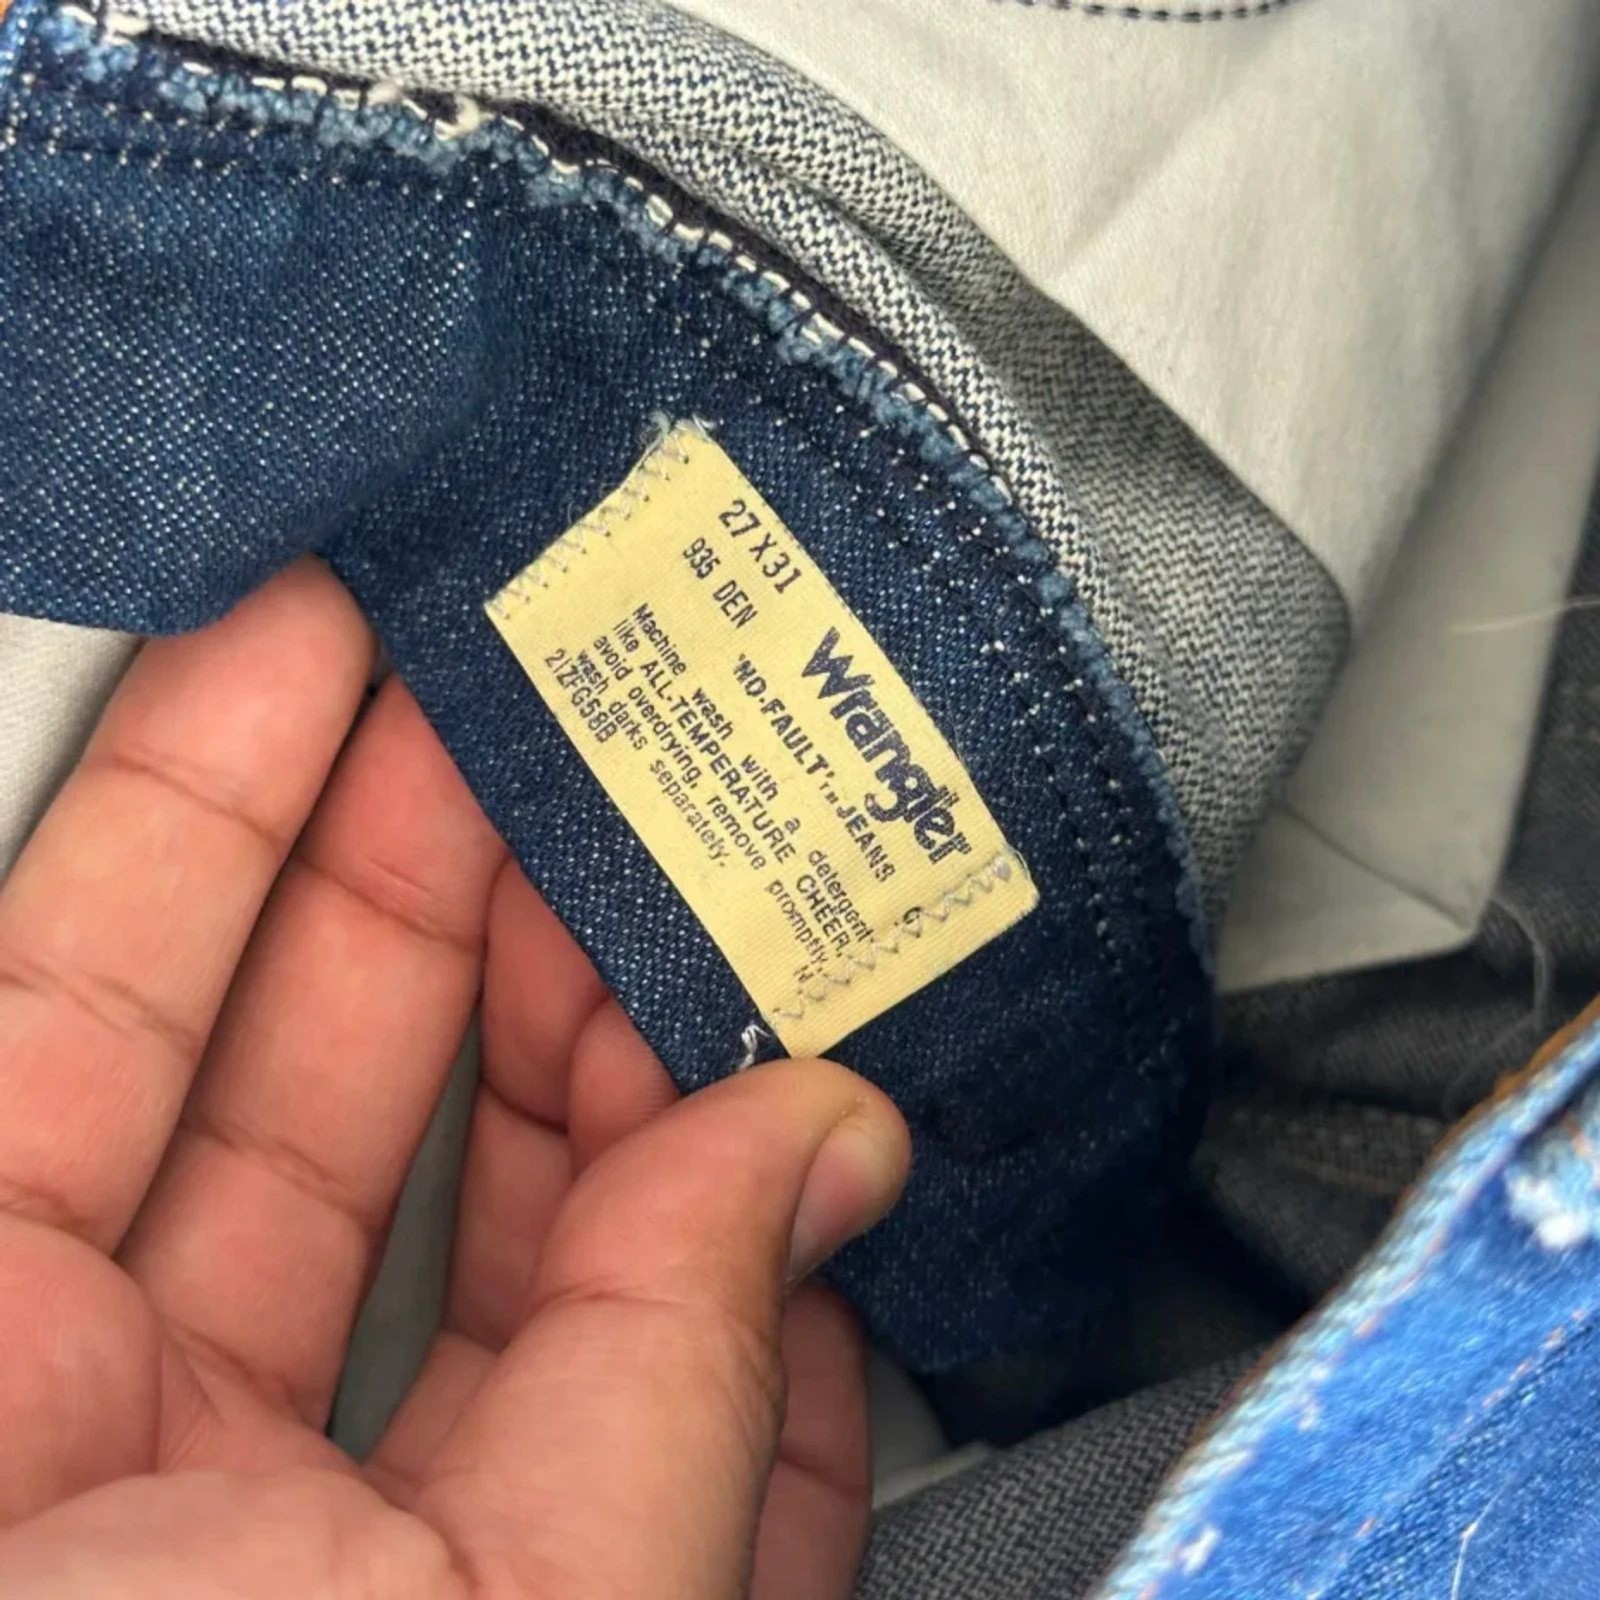 27 X 31
935 DEN
Wrangler
'NO-FAULT'™ JEANS
Machine wash with a detergent
like ALL-TEMPERATURE CHEER,
avoid overdrying, remove promptly,
wash darks separately.